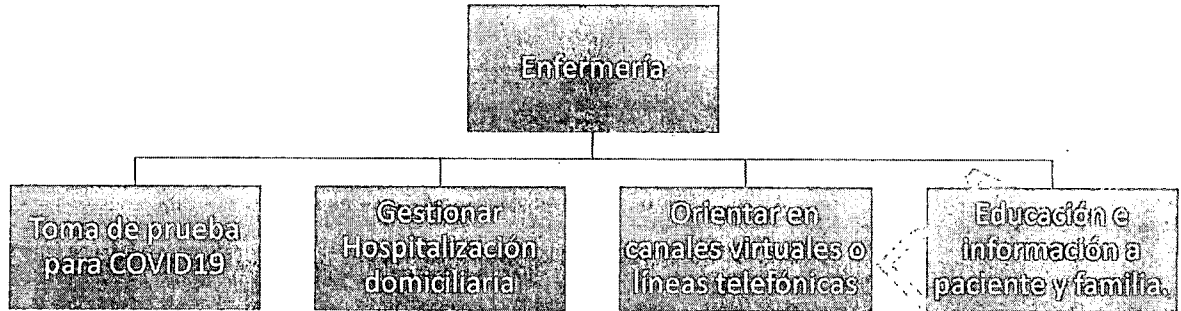 Enfermería
Toma de prueba
para COVID19
Gestionar
Hospitalización
domiciliaria
Orientar en
canales virtuales o
líneas telefónicas
Educación e
información a
paciente y familia.